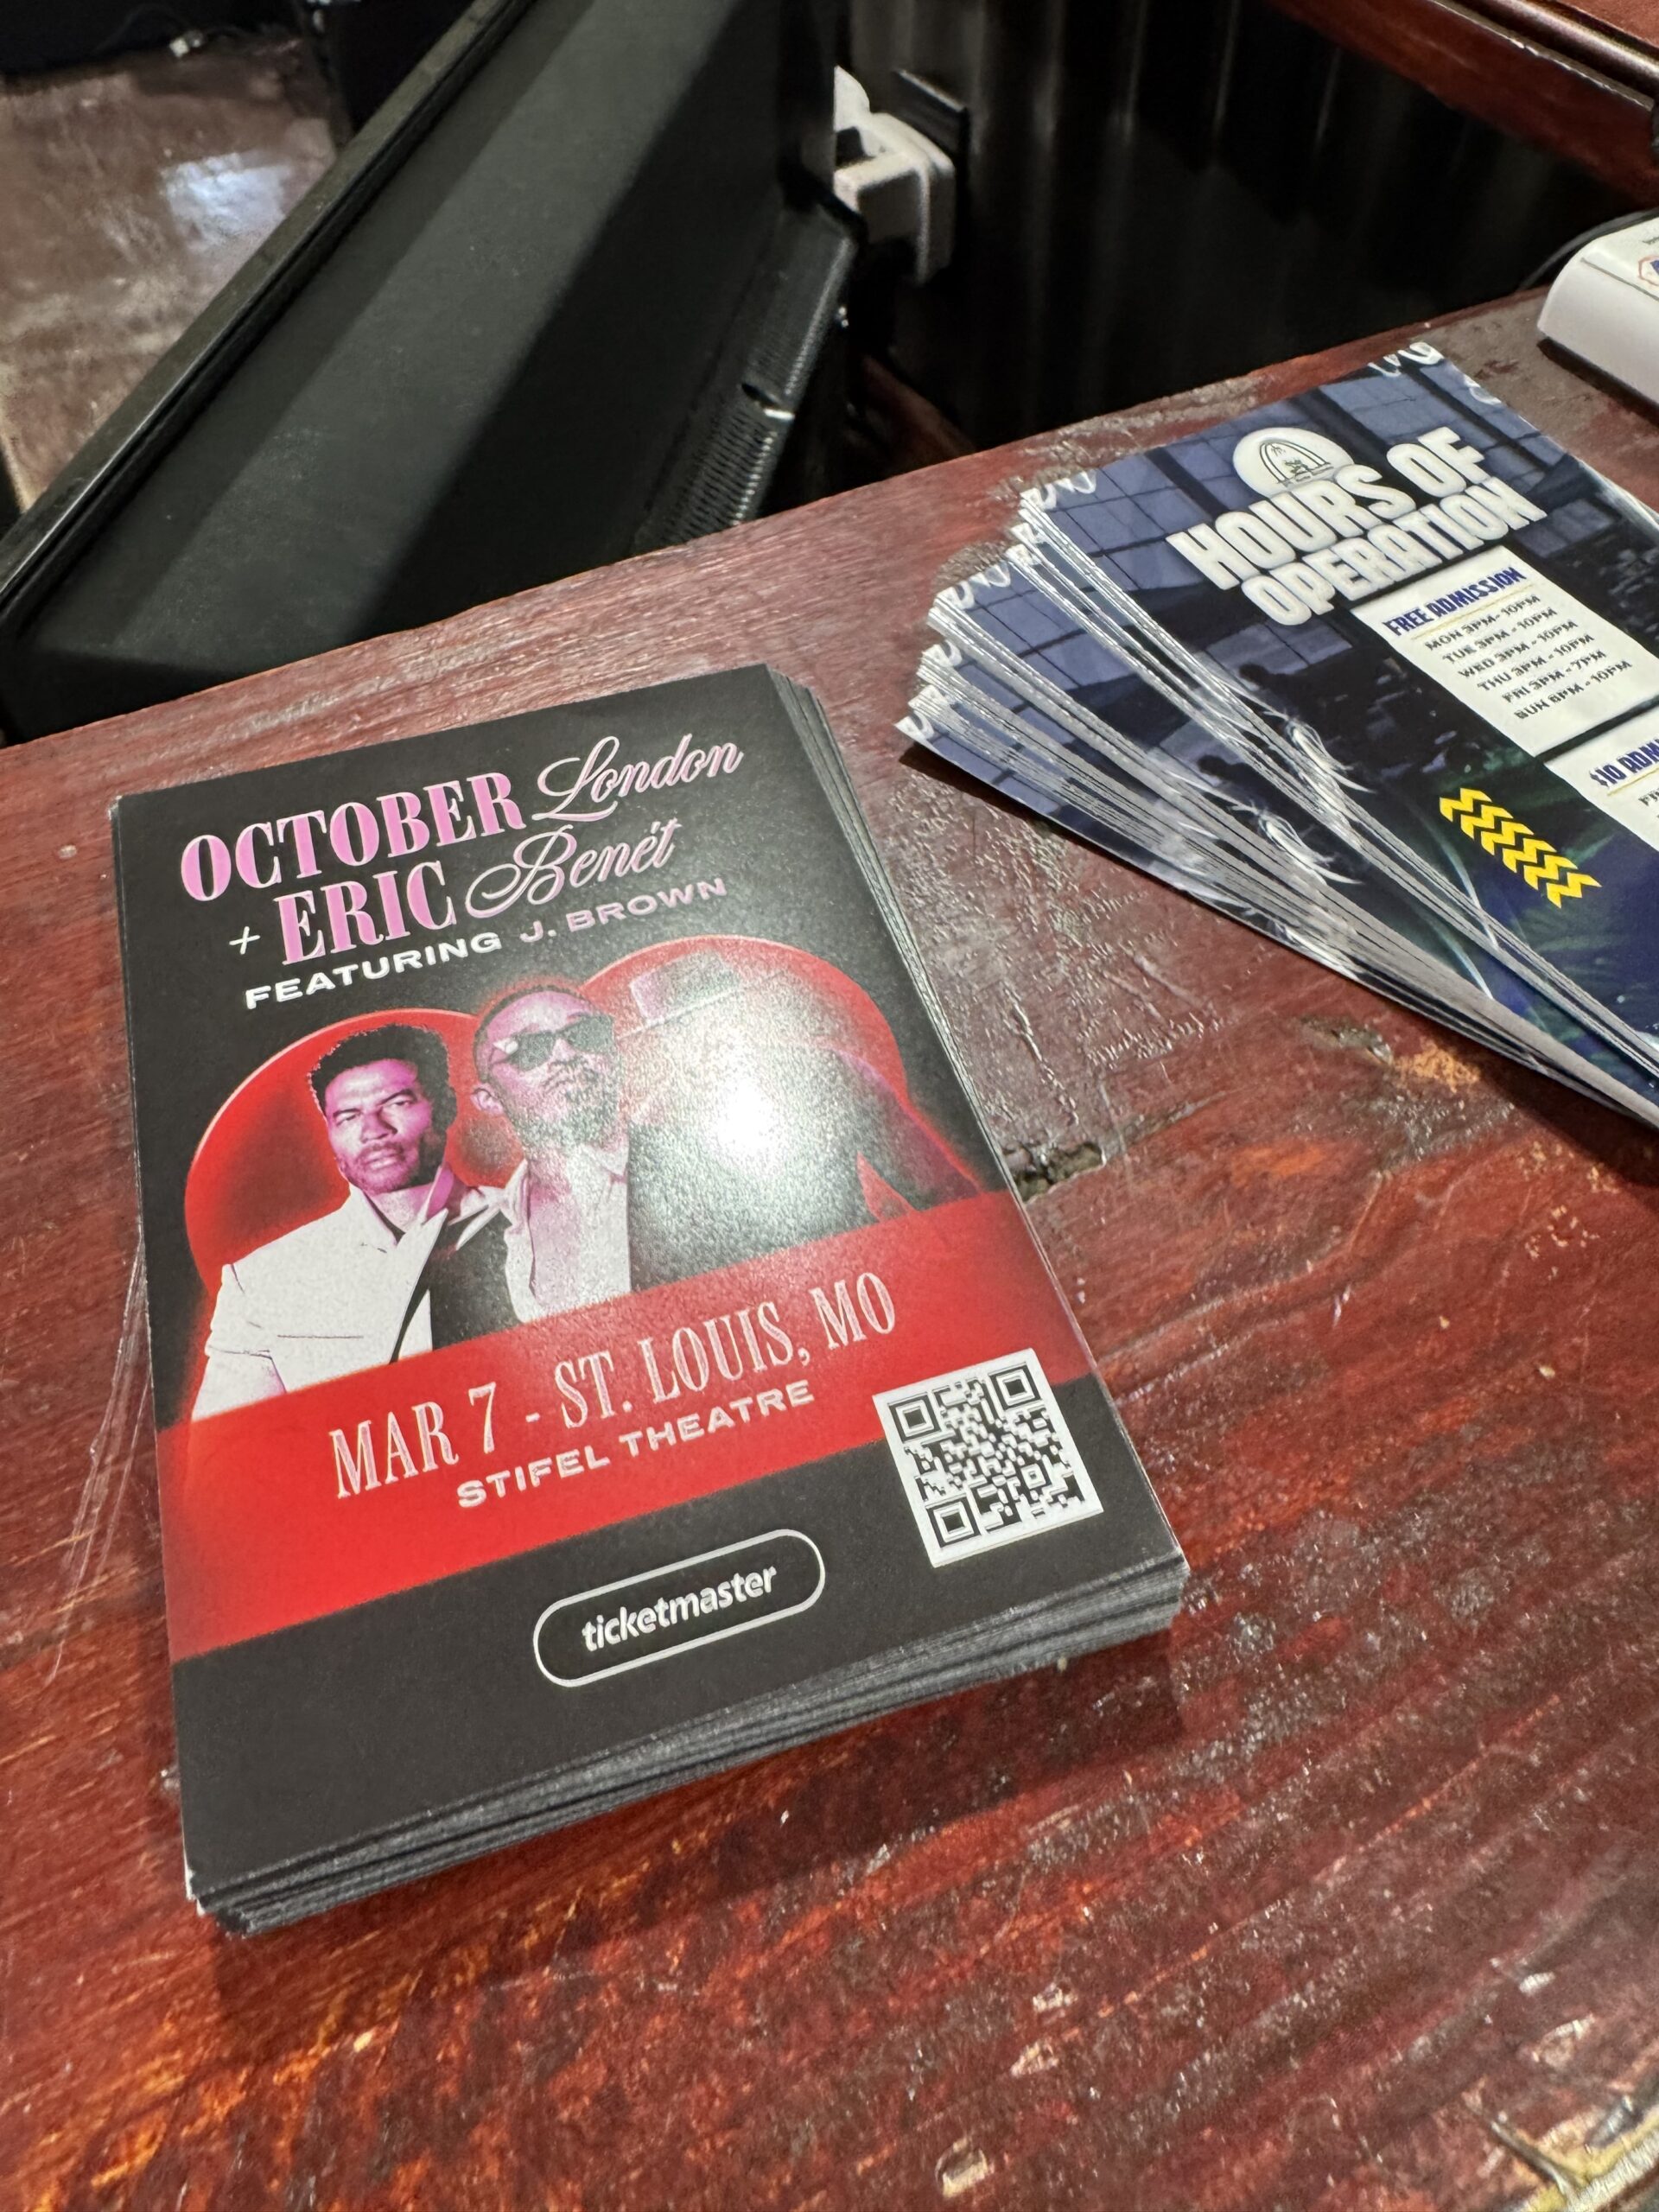 OCTOBER London
+ ERIC Benét
FEATURING J. BROWN
MAR 7 - ST. LOUIS, MO
STIFEL THEATRE
ticketmaster
HOURS OF
OPERATION
FREE ADMISSION
MON 3PM - 10PM
TUE 3PM - 10PM
WED 3PM - 10PM
THU 3PM - 10PM
FRI 3PM - 7PM
SUN 6PM - 10PM
$10